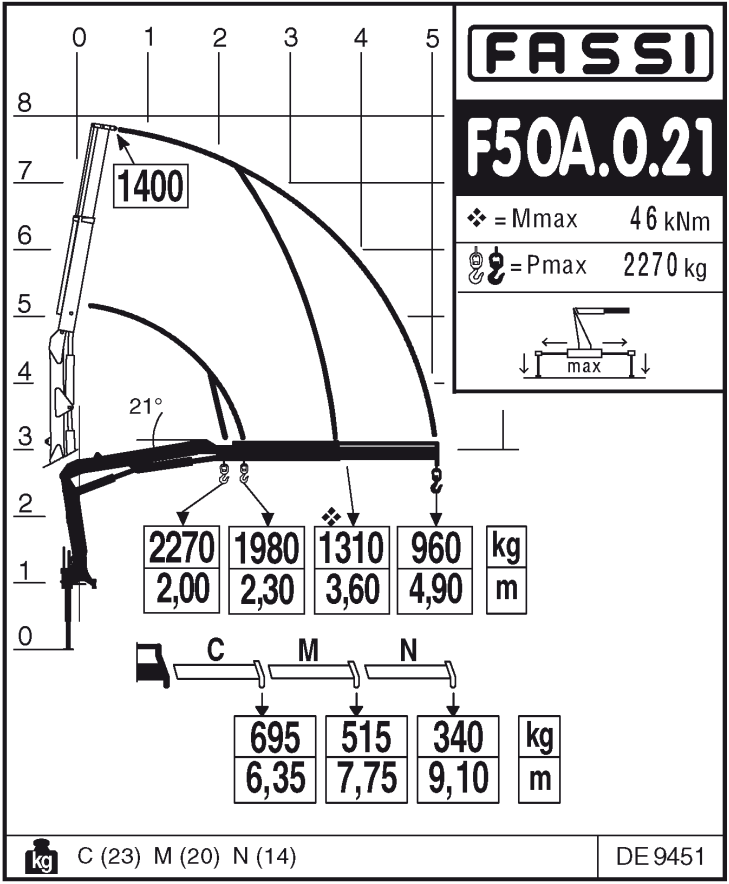 0 1 2 3 4 5
8
7
6
5
4
3
2
1
0
1400
21°
2270 1980 1310 960 kg
2,00 2,30 3,60 4,90 m
C M N
695 515 340 kg
6,35 7,75 9,10 m
FASSI
F50A.0.21
❖ = Mmax 46 kNm
= Pmax 2270 kg
max
kg C (23) M (20) N (14)
DE 9451